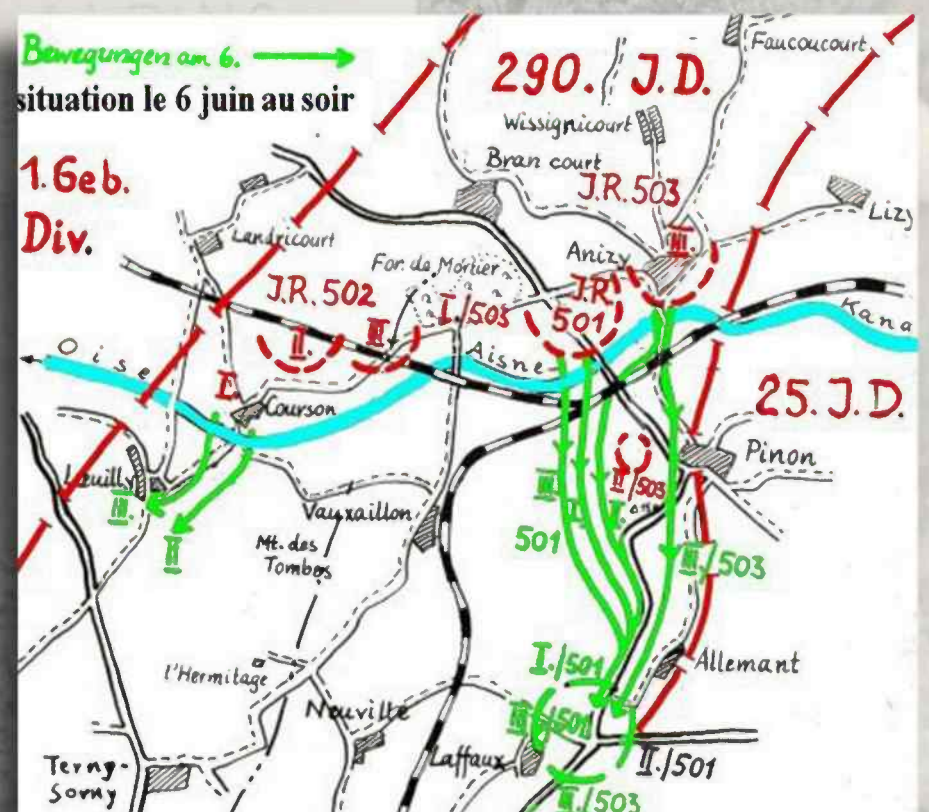 Bewegungen am 6.
situation le 6 juin au soir
290. J.D.
Faucoucourt
Wissignicourt
1. Geb.
Div.
Brancourt
J.R. 503
Lizy
Landricourt
For. de Mortier
Anizy
III.
J.R. 502
I./503
J.R.
501
Kana
II.
III.
Oise
Aisne
I.
Courson
25. J.D.
Pinon
II/503
Leuilly
III.
II
Vauxaillon
Mt. des
Tombes
III.
I.
501
III./503
I./501
Allemant
l'Hermitage
Neuville
III./501
Laffaux
II./501
Terny-
Sorny
III./503